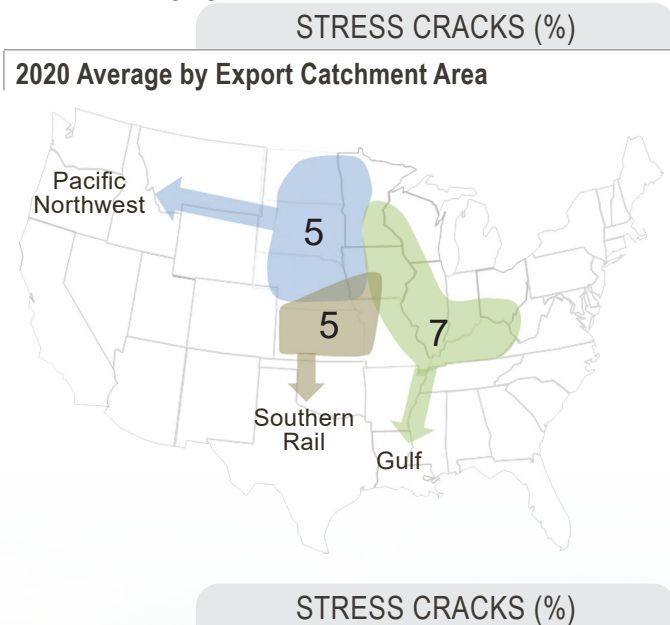 STRESS CRACKS (%)
2020 Average by Export Catchment Area
Pacific
Northwest
5
5
7
Southern
Rail
Gulf
STRESS CRACKS (%)